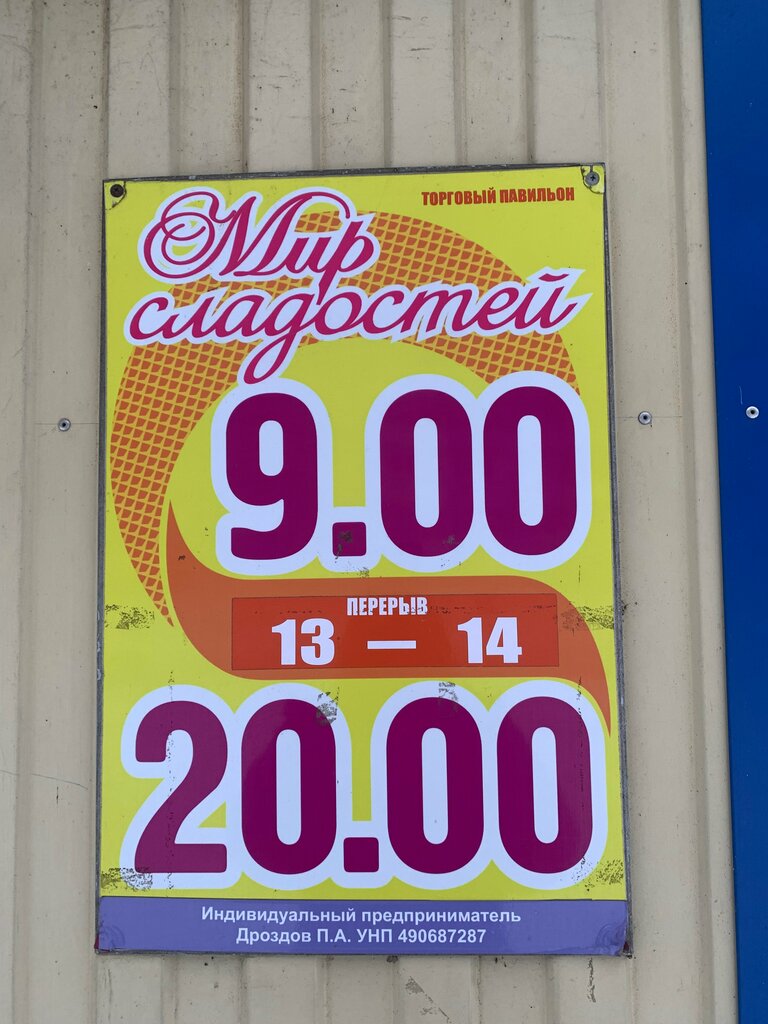 ТОРГОВЫЙ ПАВИЛЬОН
Мир
сладостей
9.00
ПЕРЕРЫВ
13 — 14
20.00
Индивидуальный предприниматель
Дроздов П.А. УНП 490687287